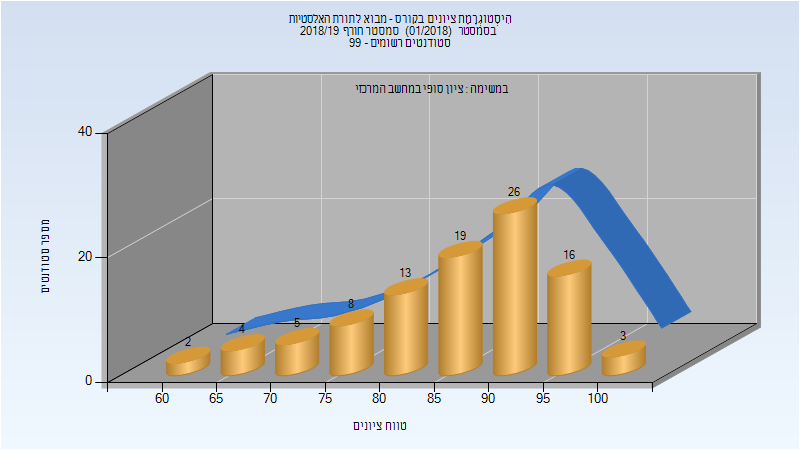 היסטוגרמת ציונים בקורס - מבוא לתורת האלסטיות
בסמסטר (01/2018) סמסטר חורף 2018/19
סטודנטים רשומים - 99
במשימה : ציון סופי במחשב המרכזי
מספר סטודנטים
40
20
0
2
4
5
8
13
19
26
16
3
60 65 70 75 80 85 90 95 100
טווח ציונים